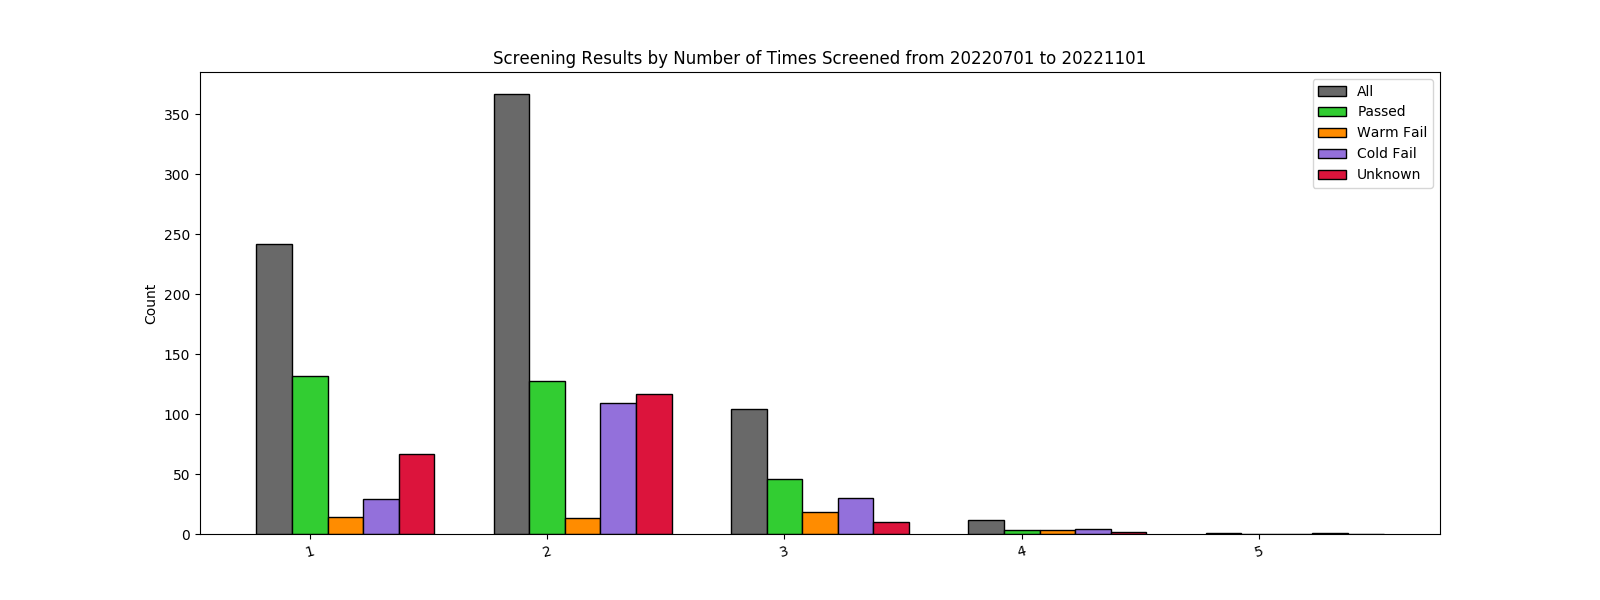 Screening Results by Number of Times Screened from 20220701 to 20221101
All
Passed
Warm Fail
Cold Fail
Unknown
350
300
250
200
150
100
50
0
Count
1
2
3
4
5